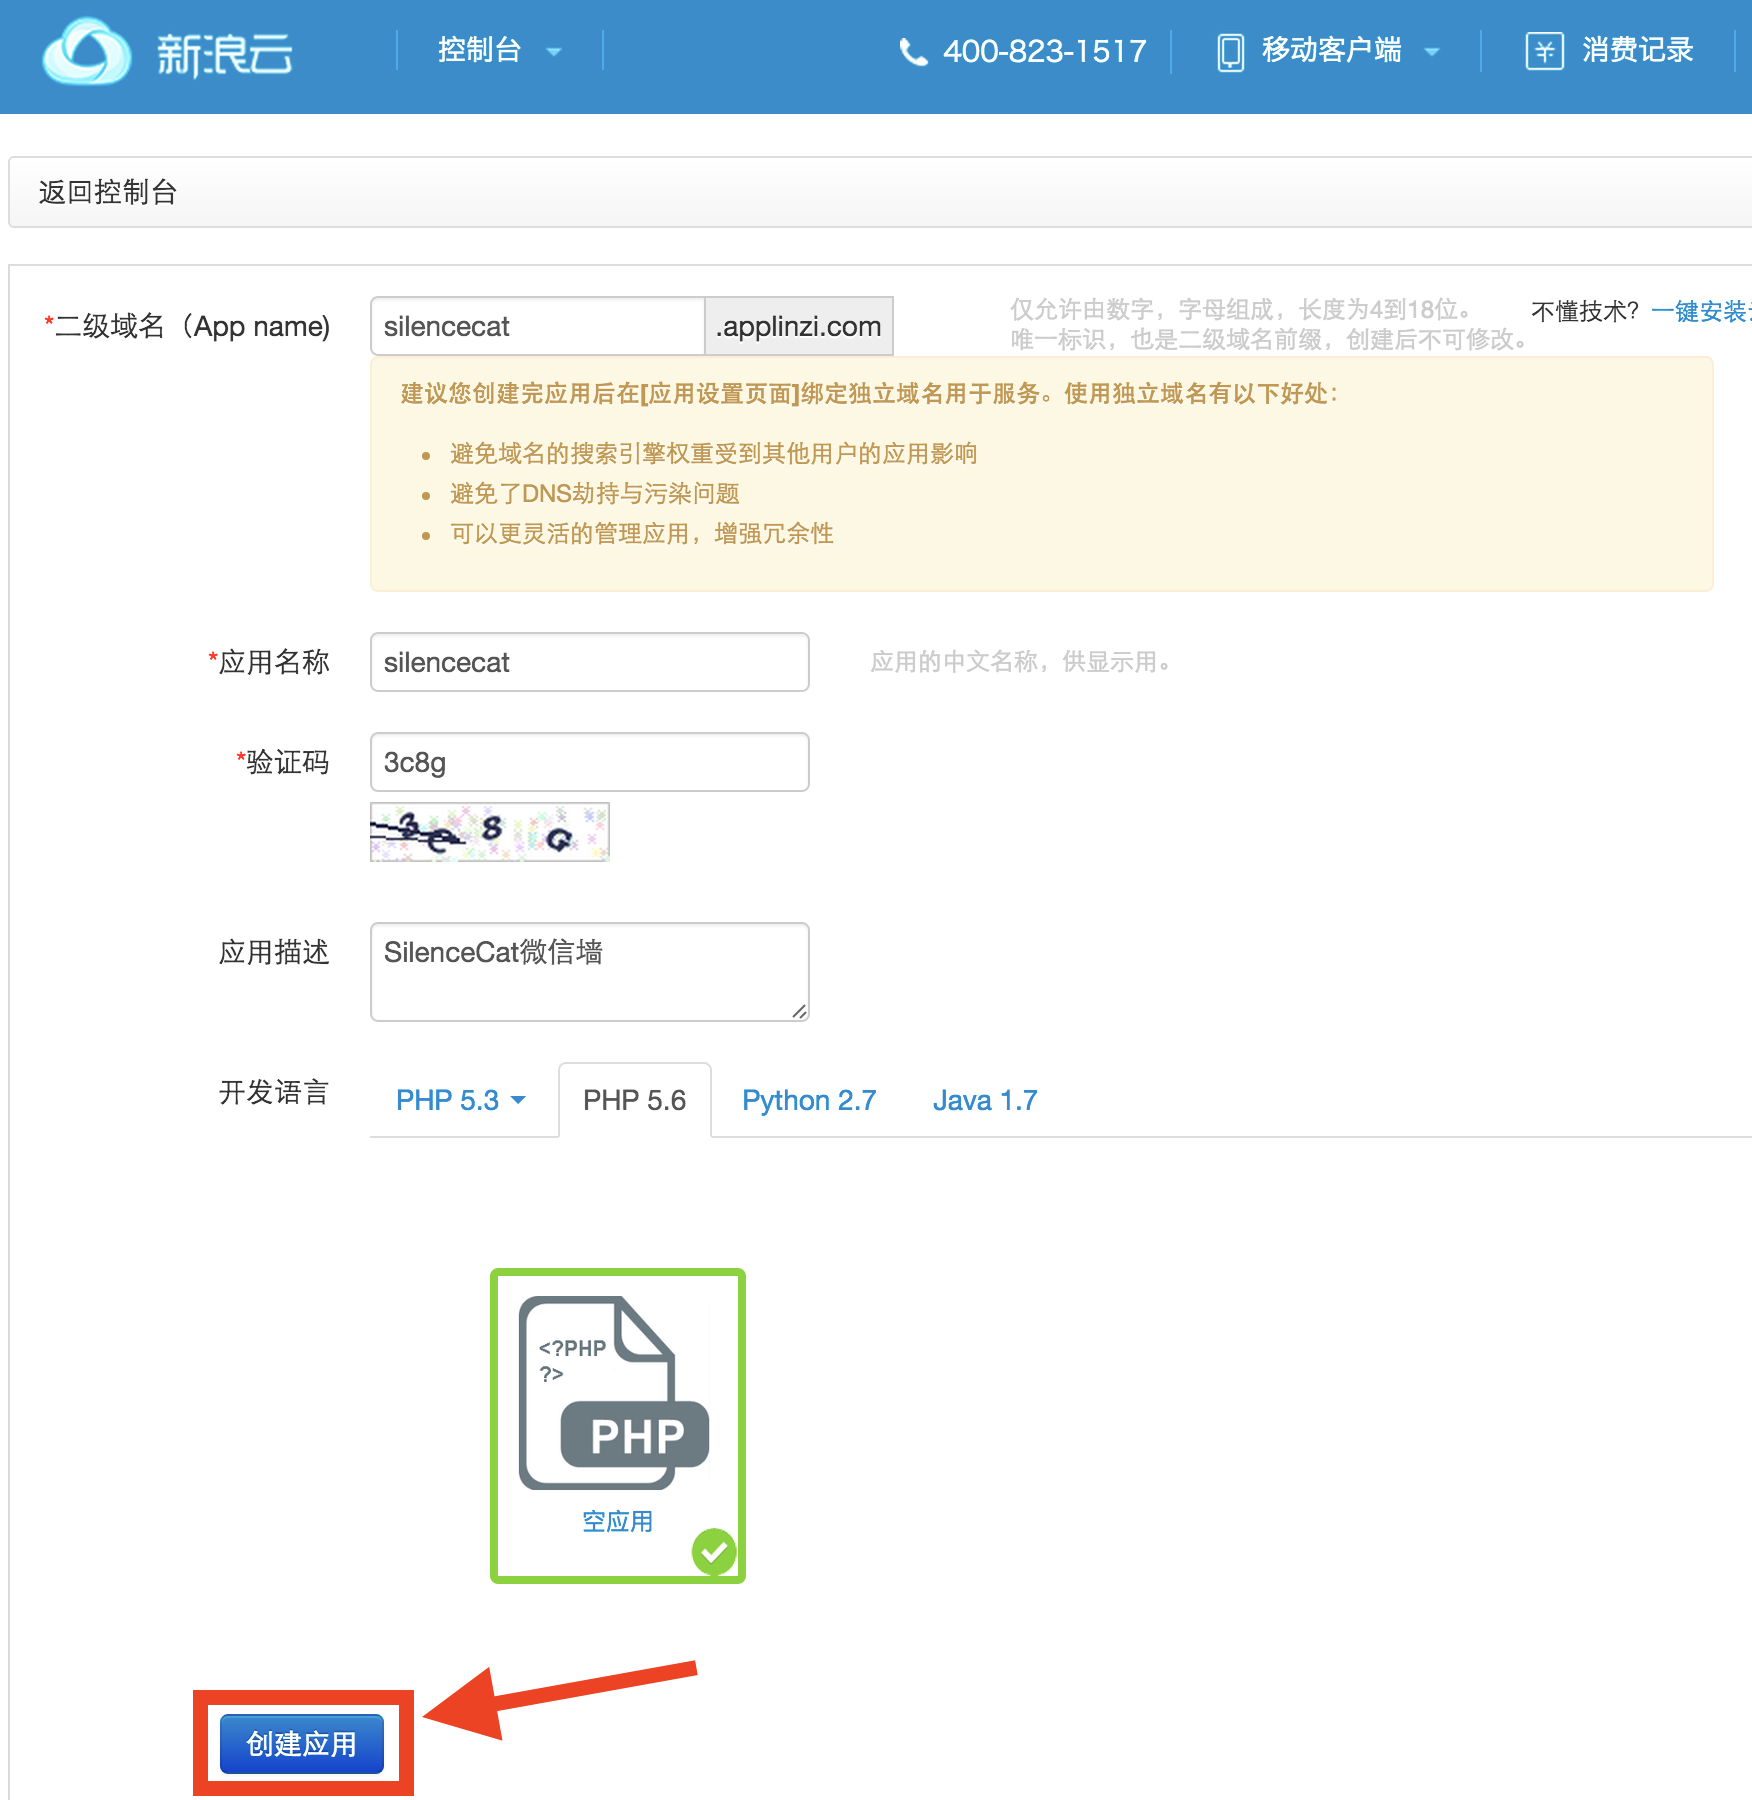 新浪云
控制台
400-823-1517
移动客户端
消费记录
返回控制台
*二级域名（App name)
silencecat
.applinzi.com
仅允许由数字，字母组成，长度为4到18位。
唯一标识，也是二级域名前缀，创建后不可修改。
不懂技术？一键安装
建议您创建完应用后在[应用设置页面]绑定独立域名用于服务。使用独立域名有以下好处：
• 避免域名的搜索引擎权重受到其他用户的应用影响
• 避免了DNS劫持与污染问题
• 可以更灵活的管理应用，增强冗余性
*应用名称
silencecat
应用的中文名称，供显示用。
*验证码
3c8g
3 C 8 G
应用描述
SilenceCat微信墙
开发语言
PHP 5.3
PHP 5.6
Python 2.7
Java 1.7
<?PHP
?>
PHP
空应用
创建应用